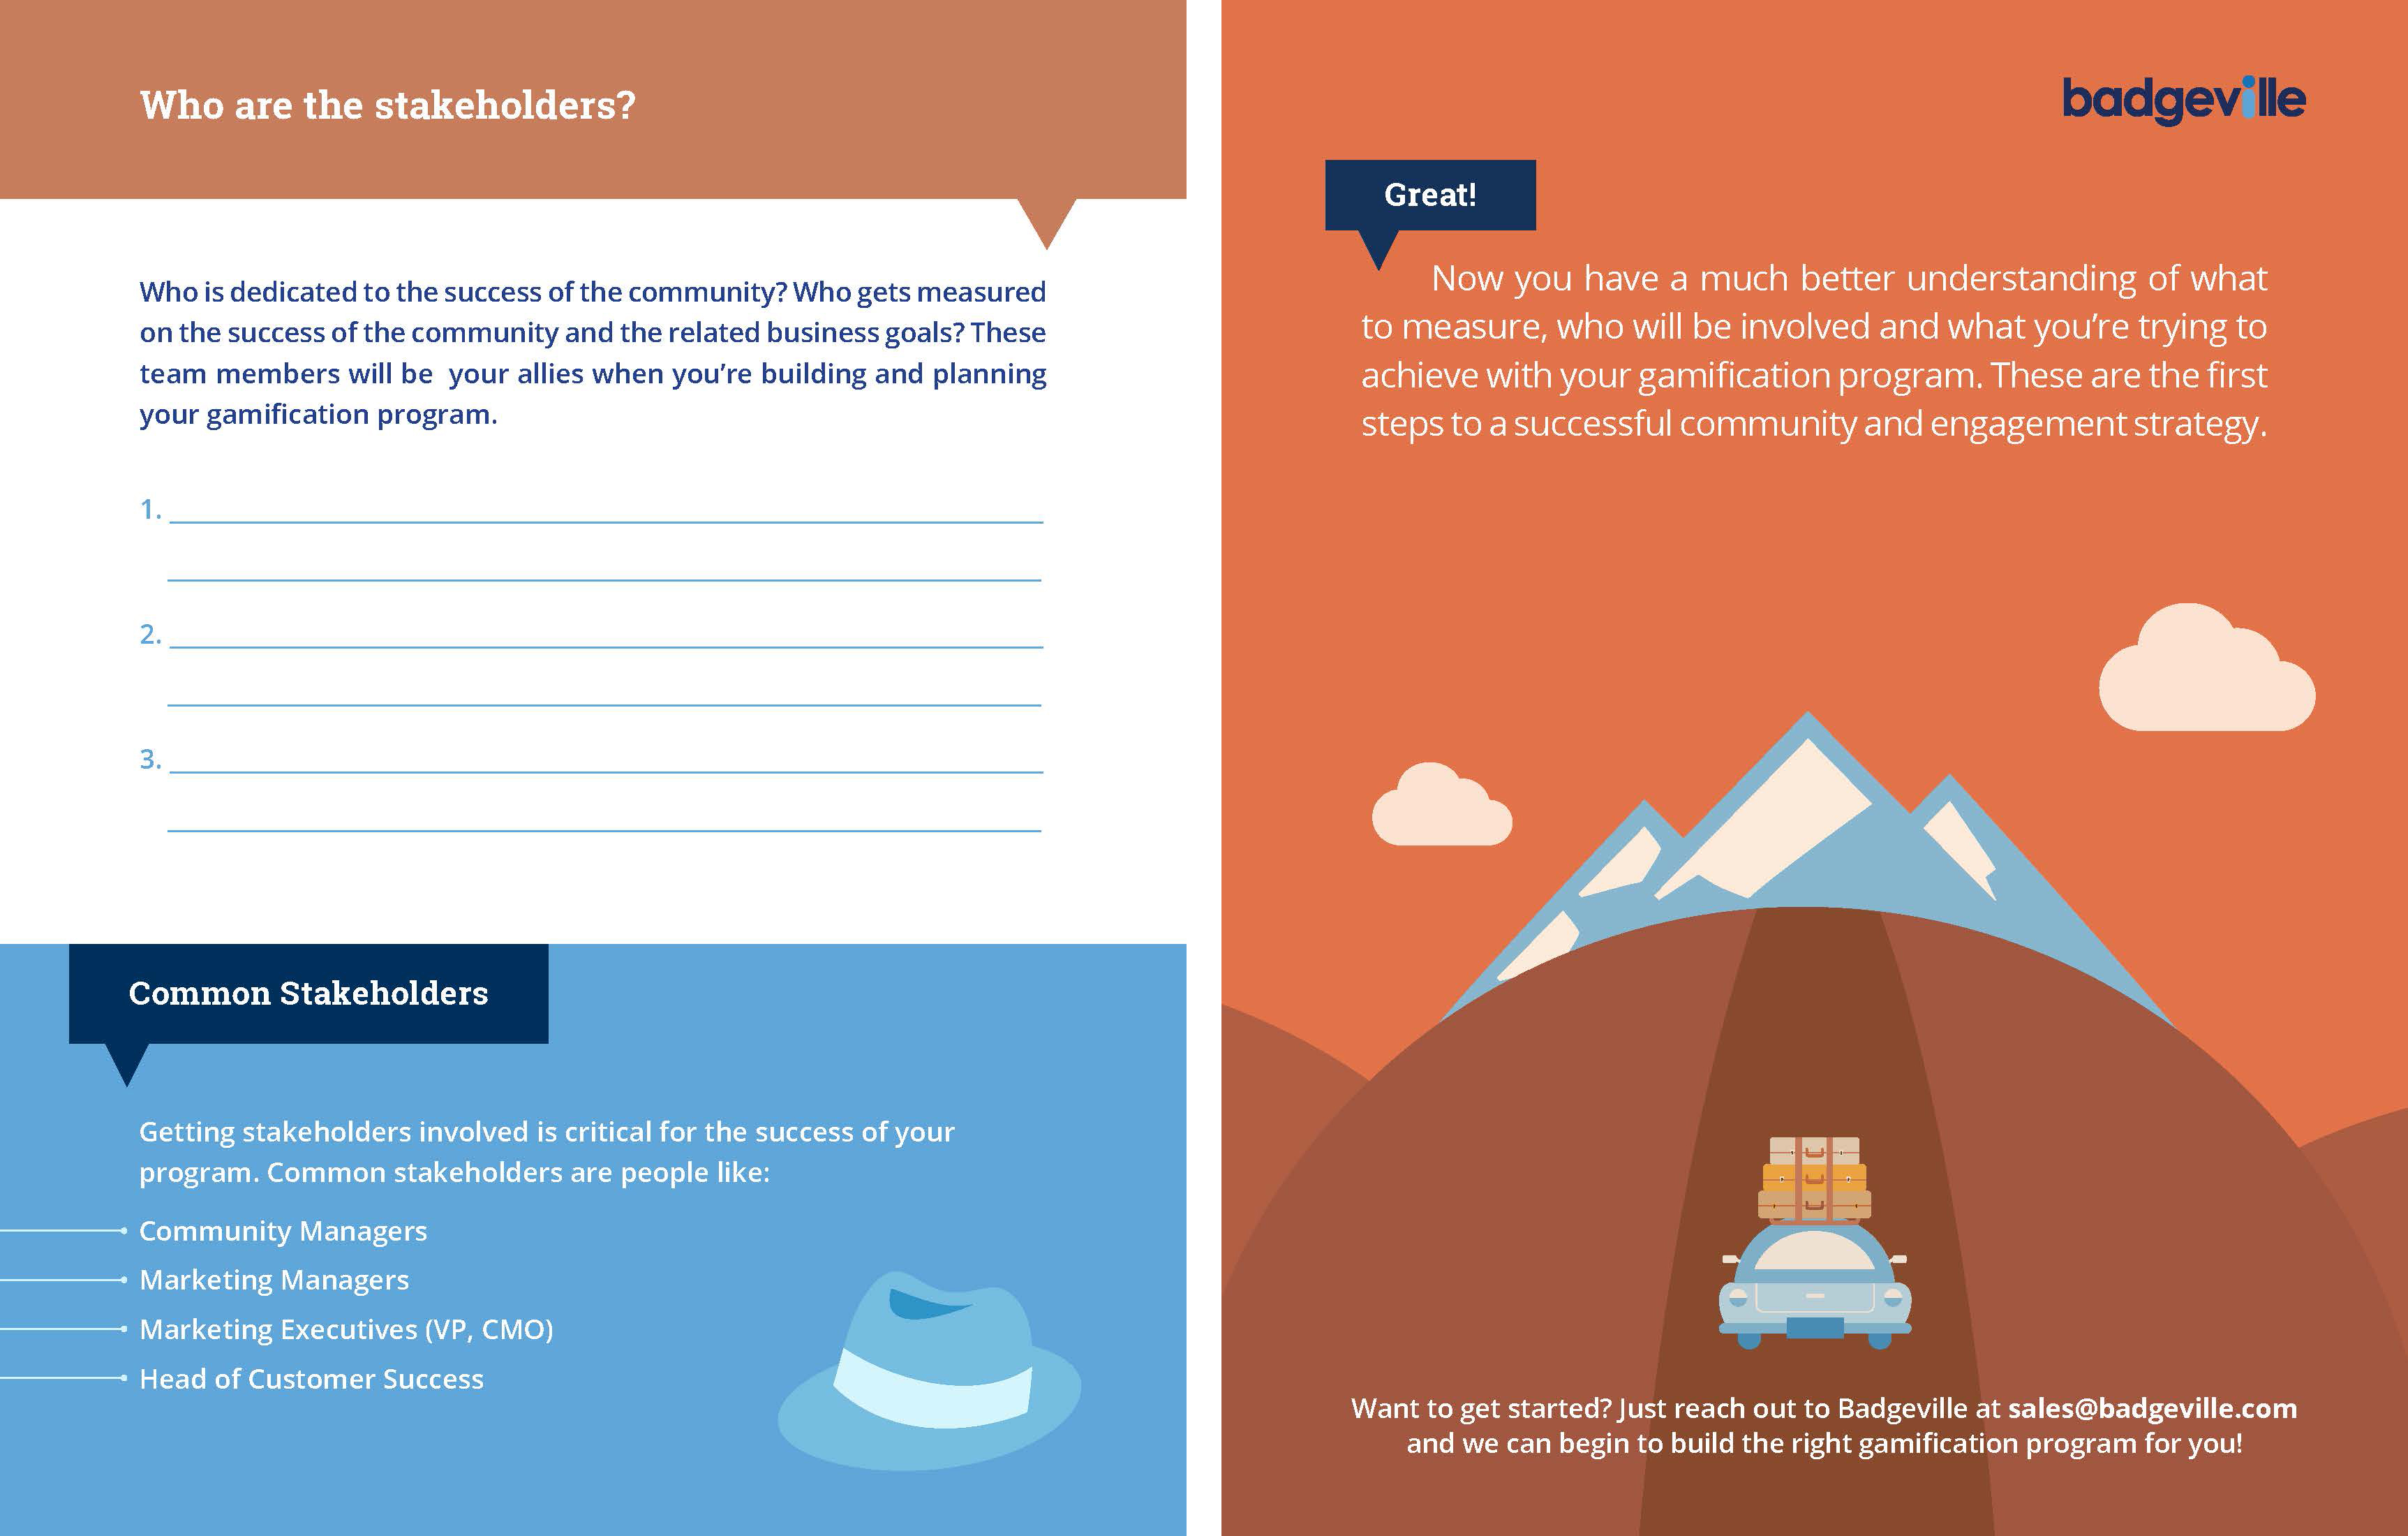 Who are the stakeholders?
Who is dedicated to the success of the community? Who gets measured
on the success of the community and the related business goals? These
team members will be your allies when you're building and planning
your gamification program.
1.
2.
3.
Common Stakeholders
Getting stakeholders involved is critical for the success of your
program. Common stakeholders are people like:
Community Managers
Marketing Managers
Marketing Executives (VP, CMO)
Head of Customer Success
badgeville
Great!
Now you have a much better understanding of what
to measure, who will be involved and what you’re trying to
achieve with your gamification program. These are the first
steps to a successful community and engagement strategy.
Want to get started? Just reach out to Badgeville at sales@badgeville.com
and we can begin to build the right gamification program for you!